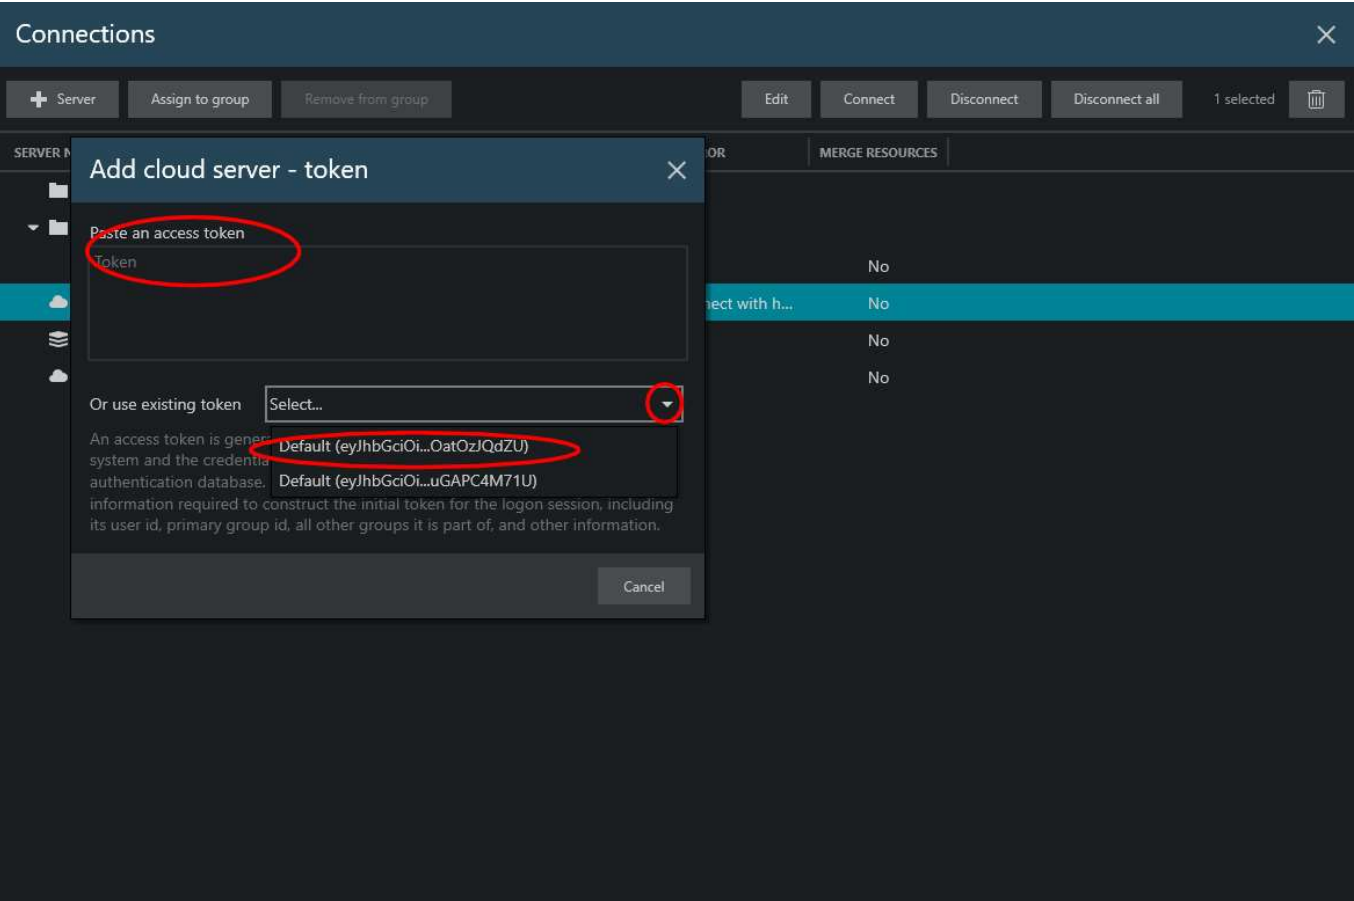 Connections
Server
Assign to group
Remove from group
Edit
Connect
Disconnect
Disconnect all
1 selected
SERVER
MERGE RESOURCES
Add cloud server - token
Paste an access token
Token
No
nect with h...
No
No
No
Or use existing token
Select...
An access token is gener
Default (eyJhbGciOi...OatOzJQdZU)
system and the credentia
authentication database.
Default (eyJhbGciOi...uGAPC4M71U)
information required to construct the initial token for the logon session, including
its user id, primary group id, all other groups it is part of, and other information.
Cancel